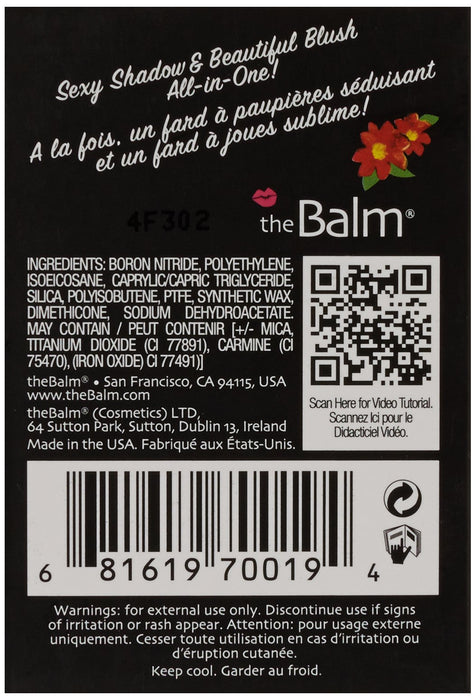 Sexy Shadow & Beautiful Blush
All-in-One!
A la fois, un fard à paupières séduisant
et un fard à joues sublime!
4F302
theBalm®
INGREDIENTS: BORON NITRIDE, POLYETHYLENE,
ISOEICOSANE, CAPRYLIC/CAPRIC TRIGLYCERIDE,
SILICA, POLYISOBUTENE, PTFE, SYNTHETIC WAX,
DIMETHICONE, SODIUM DEHYDROACETATE.
MAY CONTAIN / PEUT CONTENIR [+/- MICA,
TITANIUM DIOXIDE (CI 77891), CARMINE (CI
75470), (IRON OXIDE) CI 77491)]
theBalm® • San Francisco, CA 94115, USA
www.theBalm.com
theBalm® (Cosmetics) LTD,
64 Sutton Park, Sutton, Dublin 13, Ireland
Made in the USA. Fabriqué aux États-Unis.
Scan Here for Video Tutorial.
Scannez Ici pour le
Didacticiel Vidéo.
6 81619 70019 4
Warnings: for external use only. Discontinue use if signs
of irritation or rash appear. Attention: pour usage externe
uniquement. Cesser toute utilisation en cas d'irritation ou
d'éruption cutanée.
Keep cool. Garder au froid.